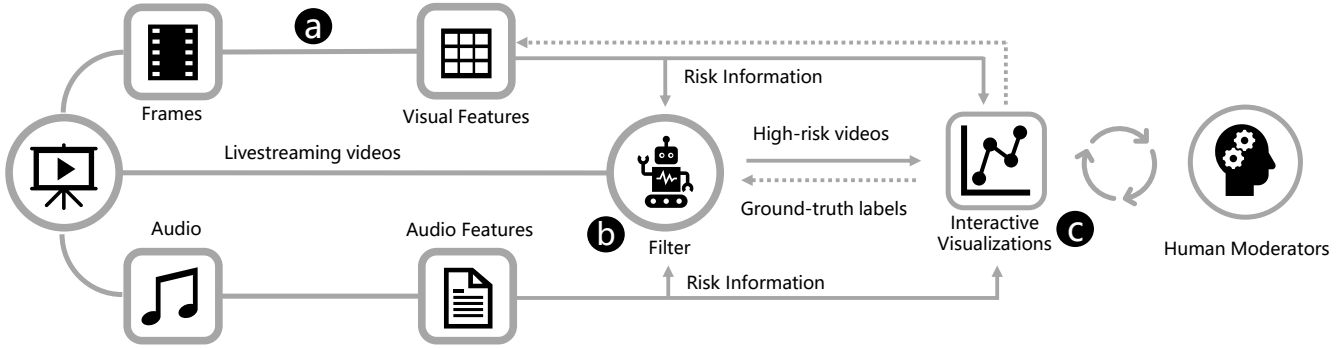 a
Frames
Visual Features
Risk Information
Livestreaming videos
High-risk videos
Ground-truth labels
b
Filter
Interactive
Visualizations
c
Human Moderators
Audio
Audio Features
Risk Information